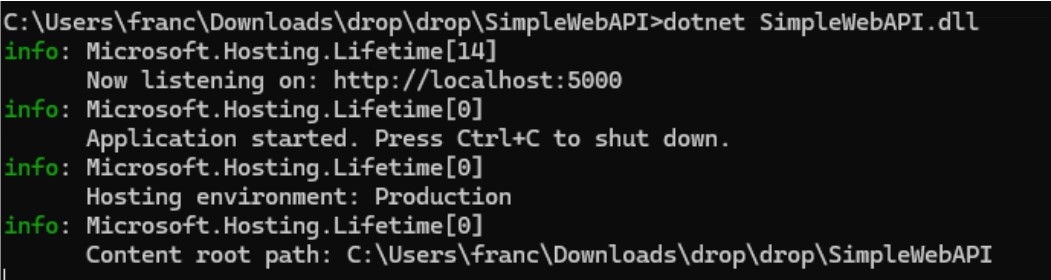 C:\Users\franc\Downloads\drop\drop\SimpleWebAPI>dotnet SimpleWebAPI.dll
info: Microsoft.Hosting.Lifetime[14]
      Now listening on: http://localhost:5000
info: Microsoft.Hosting.Lifetime[0]
      Application started. Press Ctrl+C to shut down.
info: Microsoft.Hosting.Lifetime[0]
      Hosting environment: Production
info: Microsoft.Hosting.Lifetime[0]
      Content root path: C:\Users\franc\Downloads\drop\drop\SimpleWebAPI